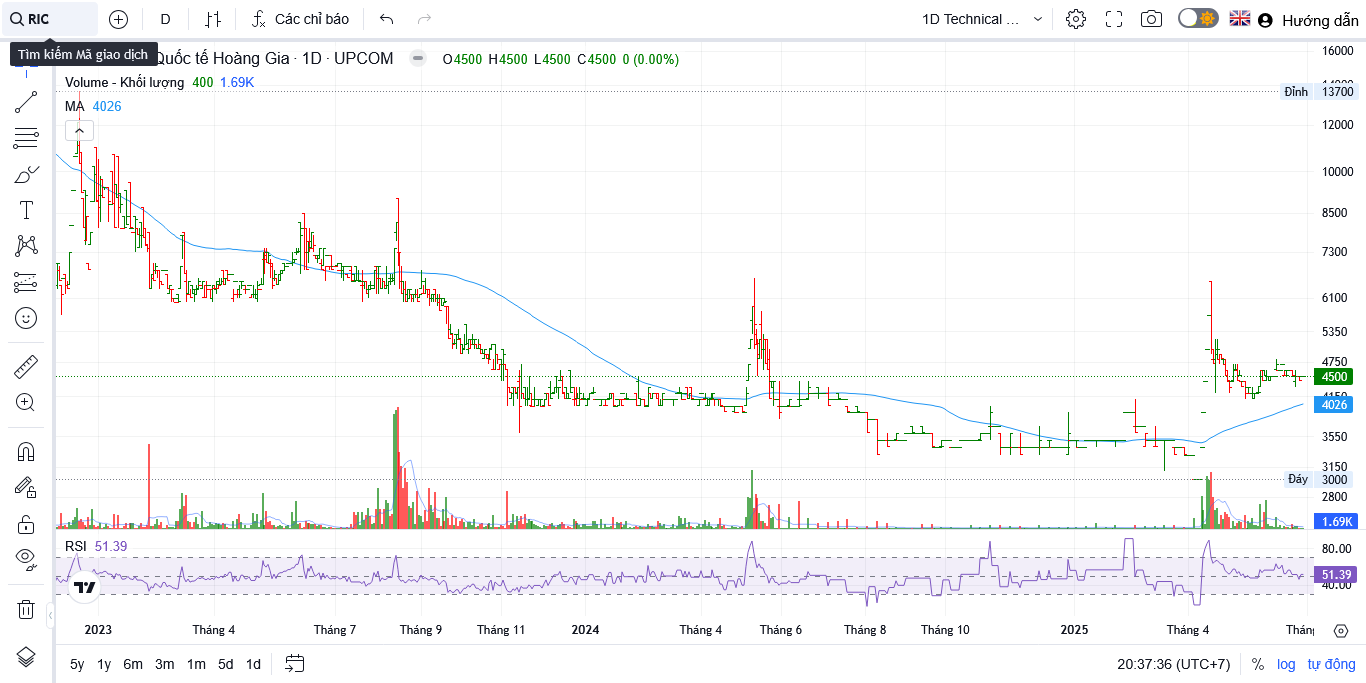 RIC
D
Các chỉ báo
1D Technical ...
Hướng dẫn
Tìm kiếm Mã giao dịch
Quốc tế Hoàng Gia · 1D · UPCOM
O4500 H4500 L4500 C4500 0 (0.00%)
Volume - Khối lượng 400 1.69K
MA 4026
16000
Đỉnh 13700
12000
10000
8500
7300
6100
5350
4750
4500
4026
3550
3150
Đáy 3000
2800
1.69K
RSI 51.39
80.00
51.39
40.00
2023 Tháng 4 Tháng 7 Tháng 9 Tháng 11 2024 Tháng 4 Tháng 6 Tháng 8 Tháng 10 2025 Tháng 4
5y 1y 6m 3m 1m 5d 1d
20:37:36 (UTC+7)
% log tự động